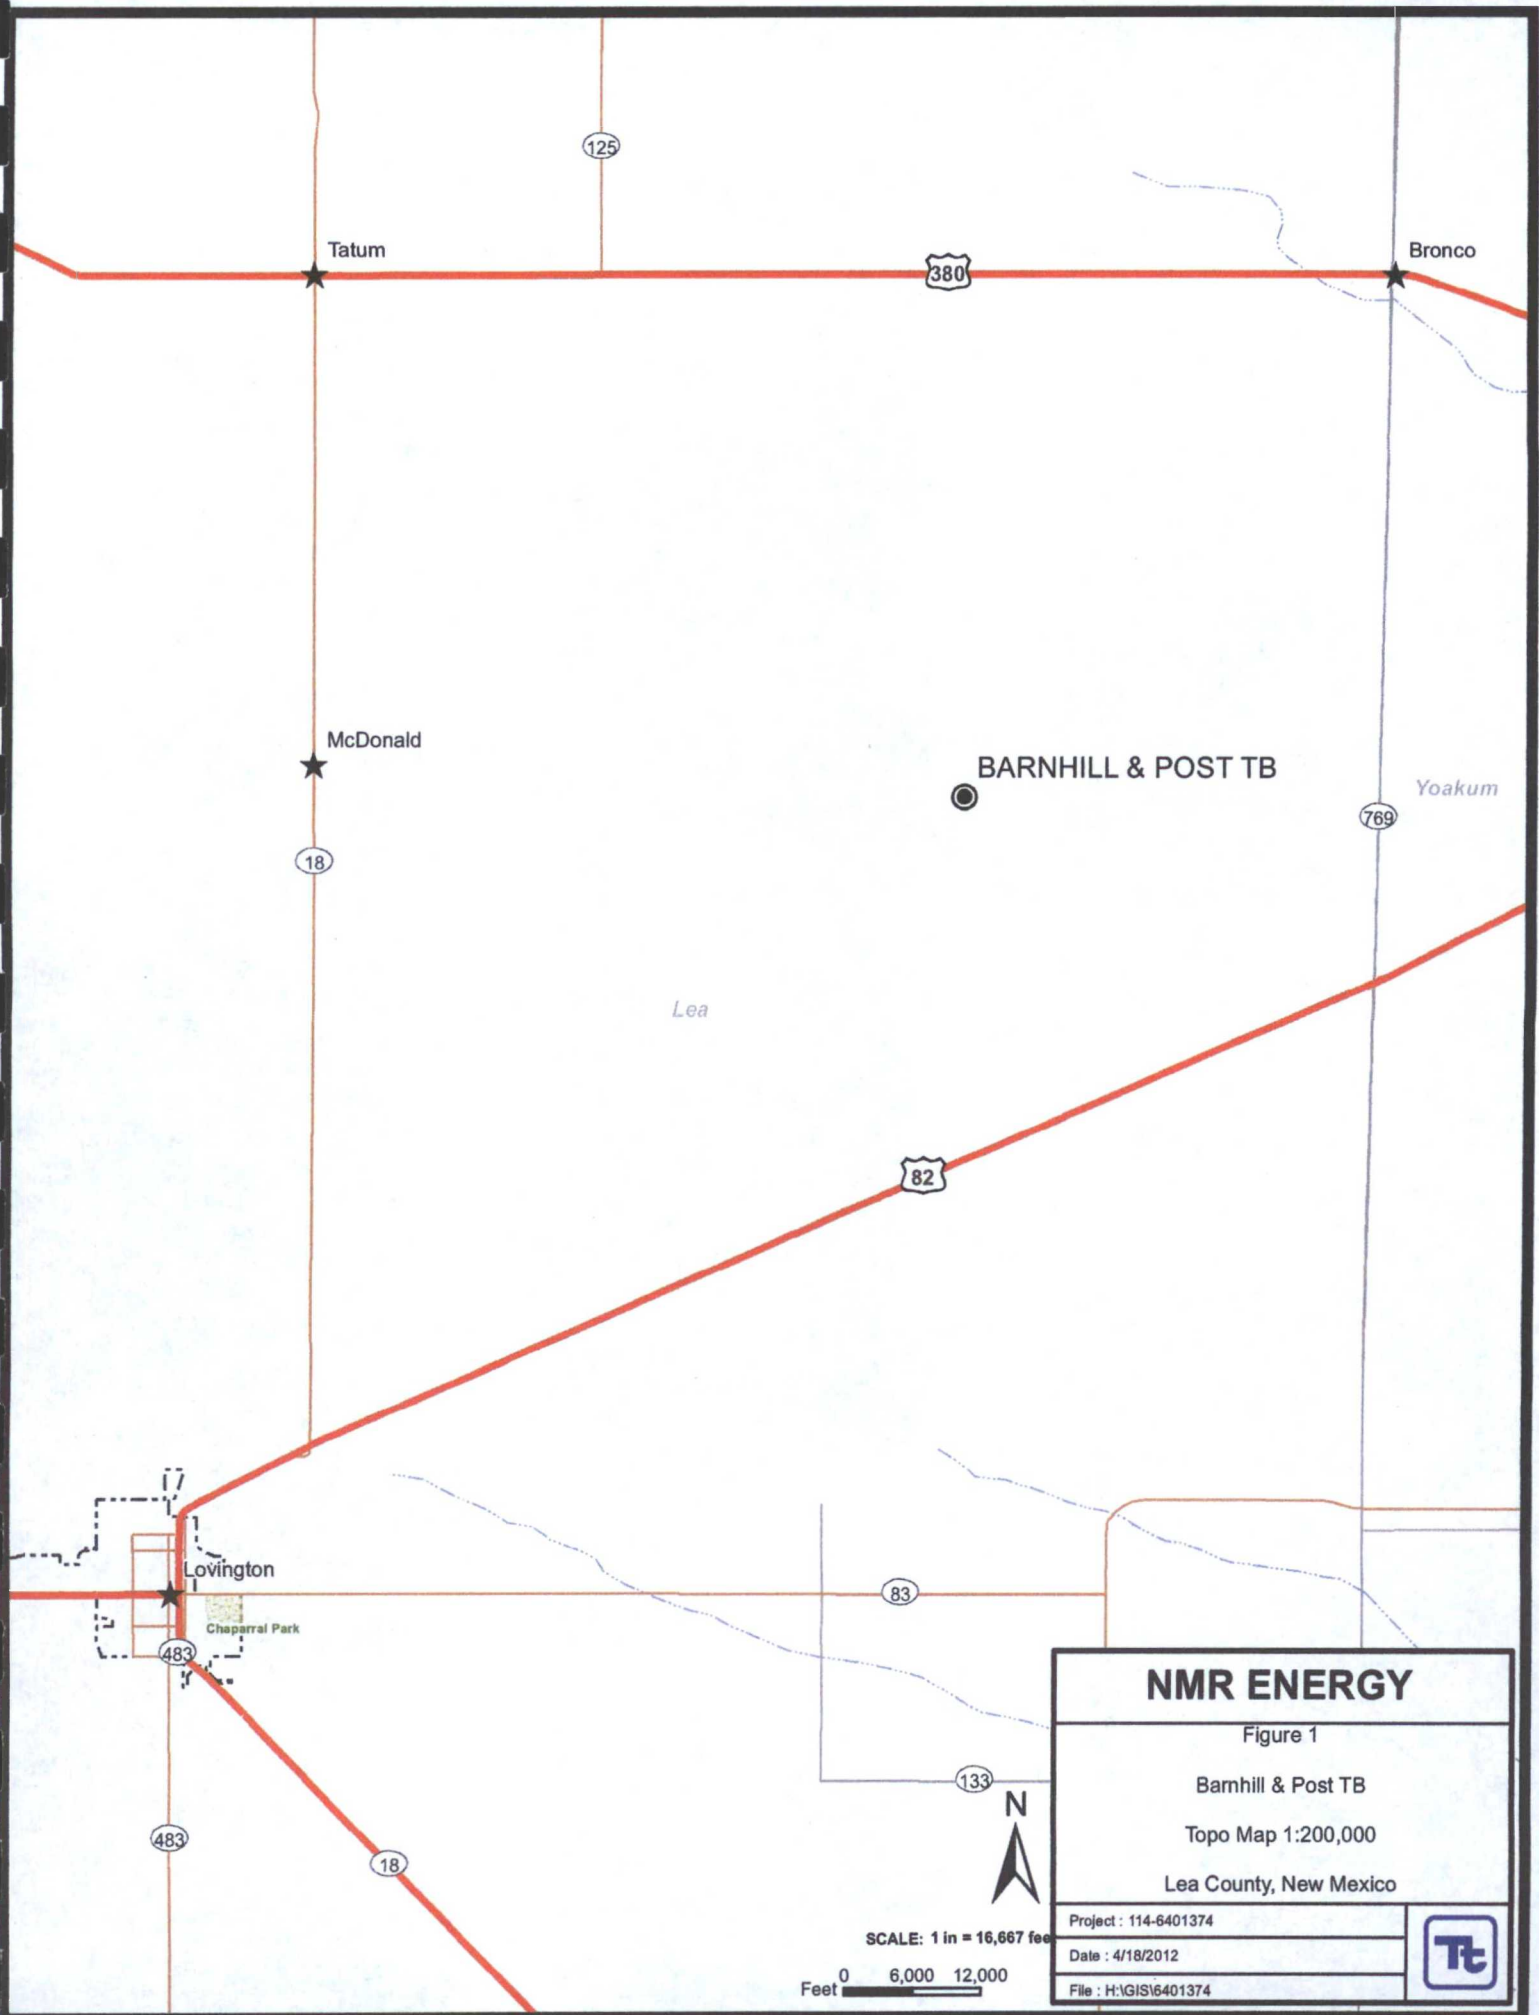 125
Tatum
380
Bronco
McDonald
BARNHILL & POST TB
Yoakum
769
18
Lea
82
Lovington
83
Chaparral Park
483
NMR ENERGY
Figure 1
Barnhill & Post TB
Topo Map 1:200,000
Lea County, New Mexico
133
N
483
18
SCALE: 1 in = 16,667 fee
Feet 0 6,000 12,000
Project : 114-6401374
Date : 4/18/2012
File : H:\GIS\6401374
Tt